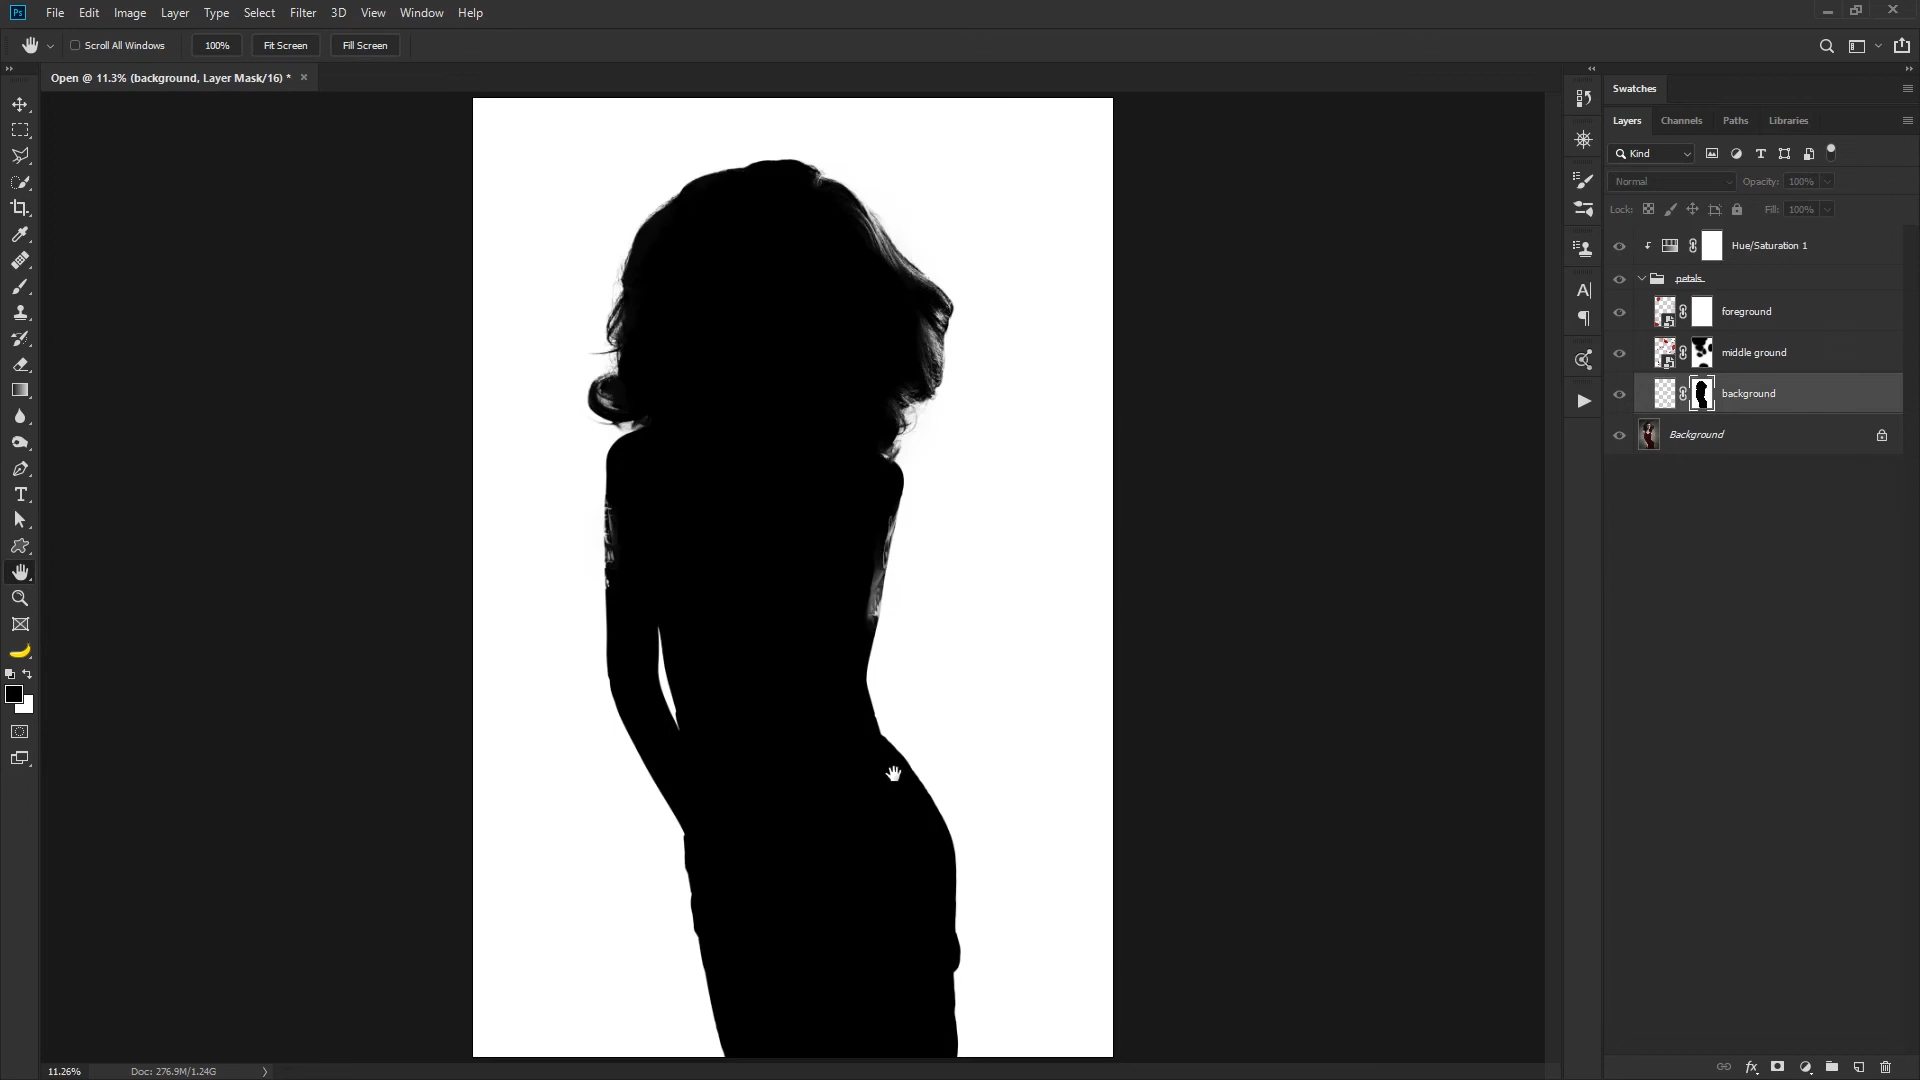 Ps File Edit Image Layer Type Select Filter 3D View Window Help
Scroll All Windows 100% Fit Screen Fill Screen
Open @ 11.3% (background, Layer Mask/16) *
Swatches
Layers Channels Paths Libraries
Kind
Normal Opacity: 100%
Lock: Fill: 100%
Hue/Saturation 1
petals
foreground
middle ground
background
Background
11.26% Doc: 276.9M/1.24G